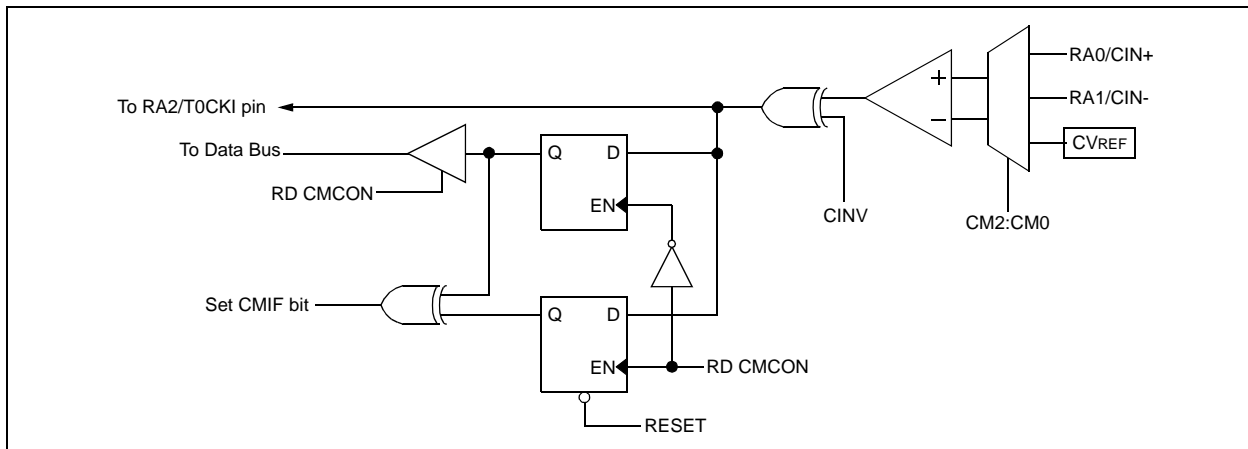 RA0/CIN+
To RA2/T0CKI pin
RA1/CIN-
To Data Bus
Q
D
CVREF
RD CMCON
EN
CINV
CM2:CM0
Set CMIF bit
Q
D
EN
RD CMCON
RESET